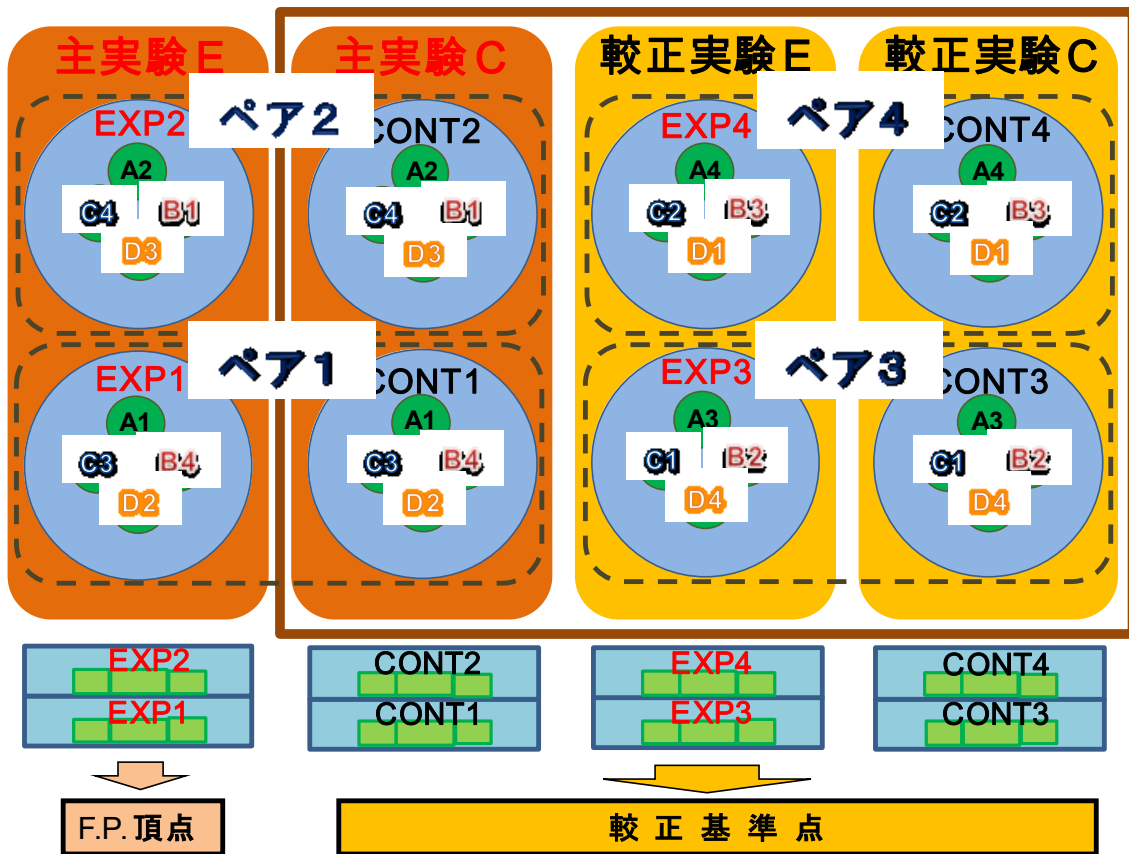 主実験E
主実験C
較正実験E
較正実験C
ペア2
ペア4
EXP2
CONT2
EXP4
CONT4
A2
C4
B1
D3
A2
C4
B1
D3
A4
C2
B3
D1
A4
C2
B3
D1
ペア1
ペア3
EXP1
CONT1
EXP3
CONT3
A1
C3
B4
D2
A1
C3
B4
D2
A3
C1
B2
D4
A3
C1
B2
D4
EXP2
CONT2
EXP4
CONT4
EXP1
CONT1
EXP3
CONT3
F.P. 頂点
較 正 基 準 点